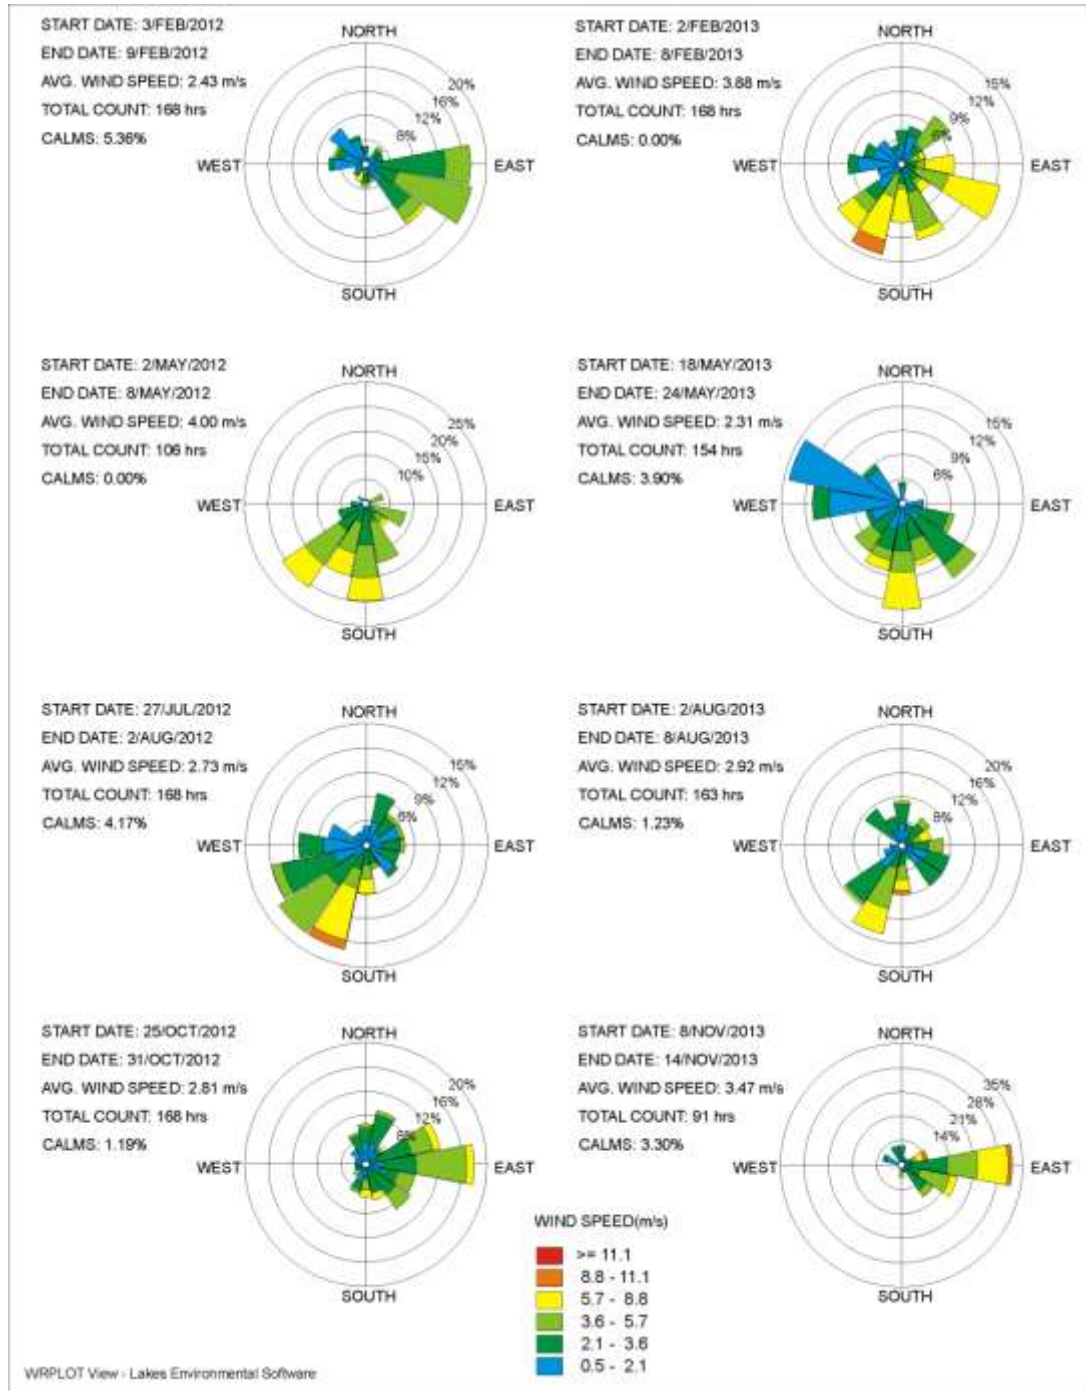 START DATE: 3/FEB/2012
END DATE: 9/FEB/2012
AVG. WIND SPEED: 2.43 m/s
TOTAL COUNT: 168 hrs
CALMS: 5.36%
NORTH
20%
16%
12%
8%
WEST
EAST
SOUTH
START DATE: 2/FEB/2013
END DATE: 8/FEB/2013
AVG. WIND SPEED: 3.88 m/s
TOTAL COUNT: 168 hrs
CALMS: 0.00%
NORTH
15%
12%
9%
6%
WEST
EAST
SOUTH
START DATE: 2/MAY/2012
END DATE: 8/MAY/2012
AVG. WIND SPEED: 4.00 m/s
TOTAL COUNT: 106 hrs
CALMS: 0.00%
NORTH
25%
20%
15%
10%
WEST
EAST
SOUTH
START DATE: 18/MAY/2013
END DATE: 24/MAY/2013
AVG. WIND SPEED: 2.31 m/s
TOTAL COUNT: 154 hrs
CALMS: 3.90%
NORTH
15%
12%
9%
6%
WEST
EAST
SOUTH
START DATE: 27/JUL/2012
END DATE: 2/AUG/2012
AVG. WIND SPEED: 2.73 m/s
TOTAL COUNT: 168 hrs
CALMS: 4.17%
NORTH
15%
12%
9%
6%
WEST
EAST
SOUTH
START DATE: 2/AUG/2013
END DATE: 8/AUG/2013
AVG. WIND SPEED: 2.92 m/s
TOTAL COUNT: 163 hrs
CALMS: 1.23%
NORTH
20%
16%
12%
8%
WEST
EAST
SOUTH
START DATE: 25/OCT/2012
END DATE: 31/OCT/2012
AVG. WIND SPEED: 2.81 m/s
TOTAL COUNT: 168 hrs
CALMS: 1.19%
NORTH
20%
16%
12%
8%
WEST
EAST
SOUTH
START DATE: 8/NOV/2013
END DATE: 14/NOV/2013
AVG. WIND SPEED: 3.47 m/s
TOTAL COUNT: 91 hrs
CALMS: 3.30%
NORTH
35%
28%
21%
14%
WEST
EAST
WIND SPEED(m/s)
>= 11.1
8.8 - 11.1
5.7 - 8.8
3.6 - 5.7
2.1 - 3.6
0.5 - 2.1
SOUTH
WRPLOT View - Lakes Environmental Software